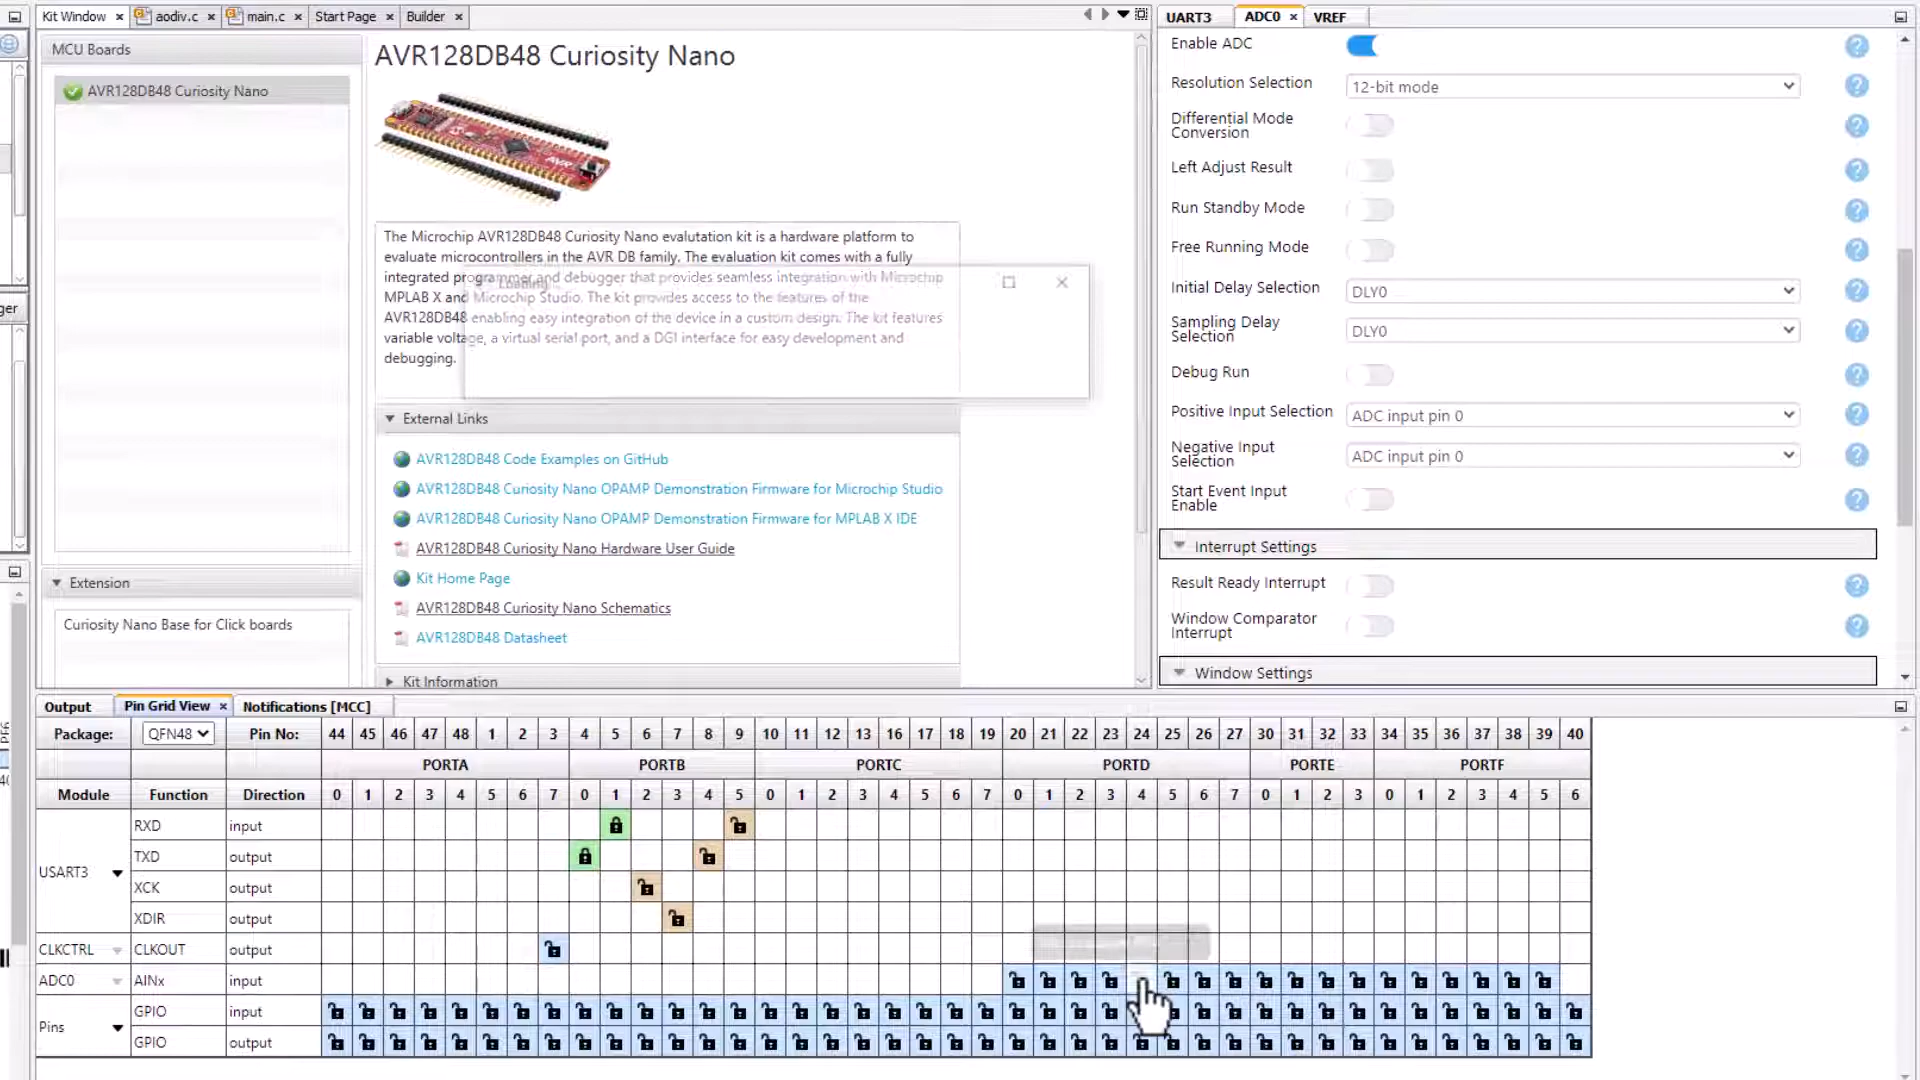 Kit Window × aodiv.c × main.c × Start Page × Builder ×
MCU Boards
AVR128DB48 Curiosity Nano
Extension
Curiosity Nano Base for Click boards
AVR128DB48 Curiosity Nano
The Microchip AVR128DB48 Curiosity Nano evalutation kit is a hardware platform to
evaluate microcontrollers in the AVR DB family. The evaluation kit comes with a fully
integrated programmer and debugger that provides seamless integration with Microchip
MPLAB X and Microchip Studio. The kit provides access to the features of the
AVR128DB48 enabling easy integration of the device in a custom design. The kit features
variable voltage, a virtual serial port, and a DGI interface for easy development and
debugging.
Loading
External Links
AVR128DB48 Code Examples on GitHub
AVR128DB48 Curiosity Nano OPAMP Demonstration Firmware for Microchip Studio
AVR128DB48 Curiosity Nano OPAMP Demonstration Firmware for MPLAB X IDE
AVR128DB48 Curiosity Nano Hardware User Guide
Kit Home Page
AVR128DB48 Curiosity Nano Schematics
AVR128DB48 Datasheet
Kit Information
UART3 ADC0 × VREF
Enable ADC
Resolution Selection 12-bit mode
Differential Mode
Conversion
Left Adjust Result
Run Standby Mode
Free Running Mode
Initial Delay Selection DLY0
Sampling Delay
Selection DLY0
Debug Run
Positive Input Selection ADC input pin 0
Negative Input
Selection ADC input pin 0
Start Event Input
Enable
Interrupt Settings
Result Ready Interrupt
Window Comparator
Interrupt
Window Settings
Output Pin Grid View × Notifications [MCC]
Package: QFN48 Pin No: 44 45 46 47 48 1 2 3 4 5 6 7 8 9 10 11 12 13 16 17 18 19 20 21 22 23 24 25 26 27 30 31 32 33 34 35 36 37 38 39 40
PORTA PORTB PORTC PORTD PORTE PORTF
Module Function Direction 0 1 2 3 4 5 6 7 0 1 2 3 4 5 0 1 2 3 4 5 6 7 0 1 2 3 4 5 6 7 0 1 2 3 0 1 2 3 4 5 6
USART3
RXD input
TXD output
XCK output
XDIR output
CLKCTRL CLKOUT output
ADC0 AINx input
Pins
GPIO input
GPIO output